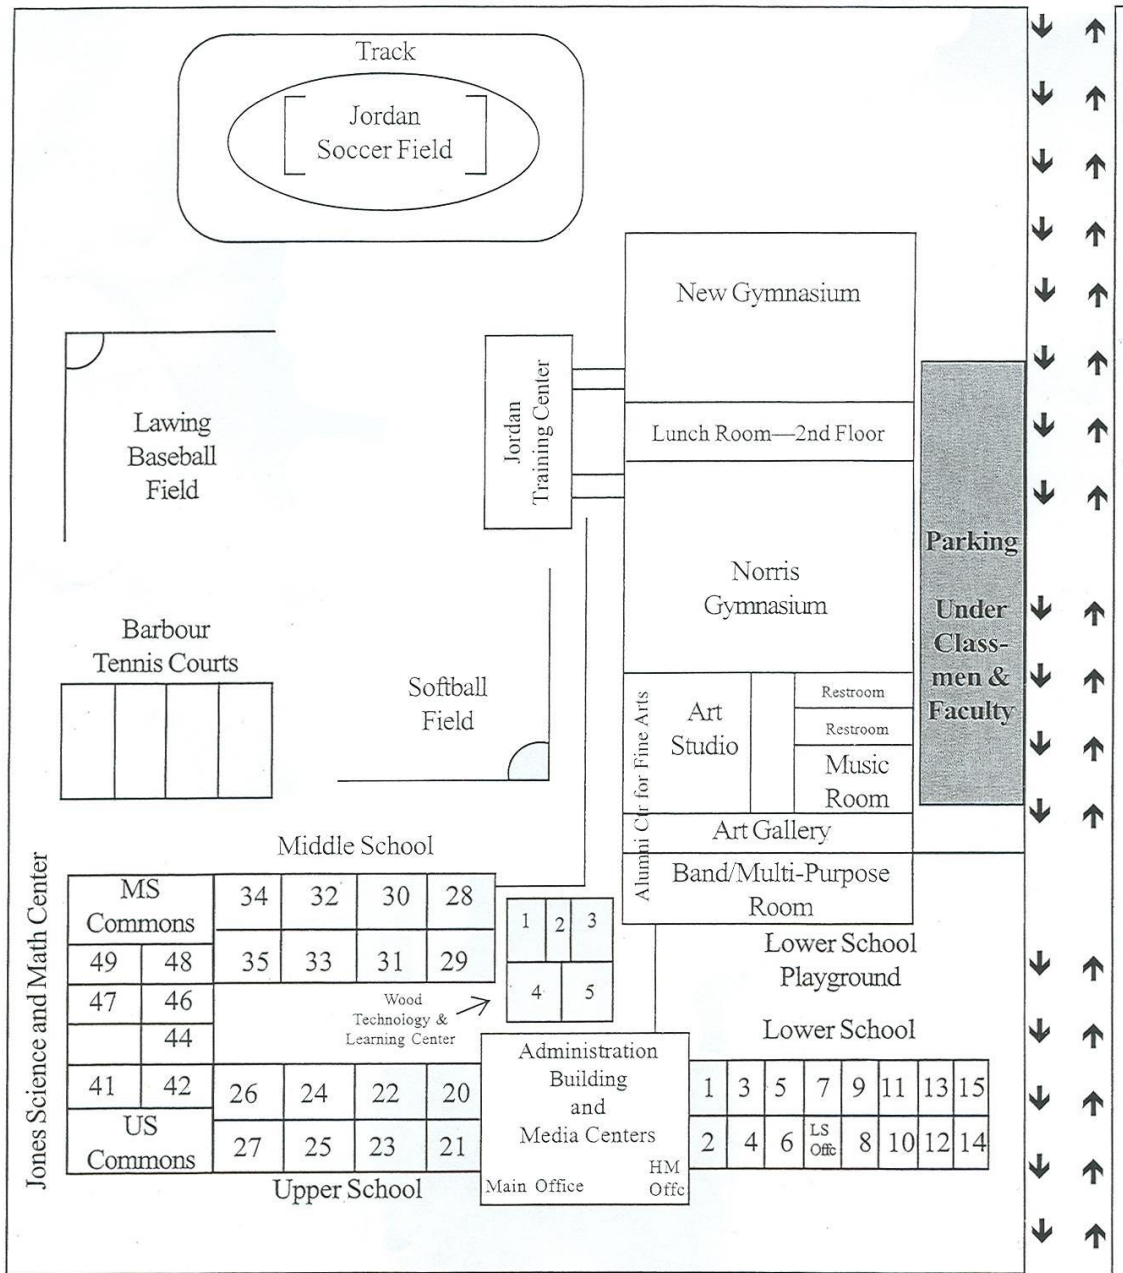 Track
Jordan
Soccer Field
New Gymnasium
Jordan
Training Center
Lunch Room—2nd Floor
Lawing
Baseball
Field
Norris
Gymnasium
Parking
Under
Class-
men &
Faculty
Barbour
Tennis Courts
Softball
Field
Alumni Ctr for Fine Arts
Art
Studio
Restroom
Restroom
Music
Room
Art Gallery
Band/Multi-Purpose
Room
Middle School
Jones Science and Math Center
MS
Commons
34 32 30 28
35 33 31 29
49 48
47 46
44
41 42
US
Commons
1 2 3
4 5
Wood
Technology &
Learning Center
26 24 22 20
27 25 23 21
Upper School
Administration
Building
and
Media Centers
Main Office
HM
Offc
Lower School
Playground
Lower School
1 3 5 7 9 11 13 15
2 4 6 LS Offc 8 10 12 14